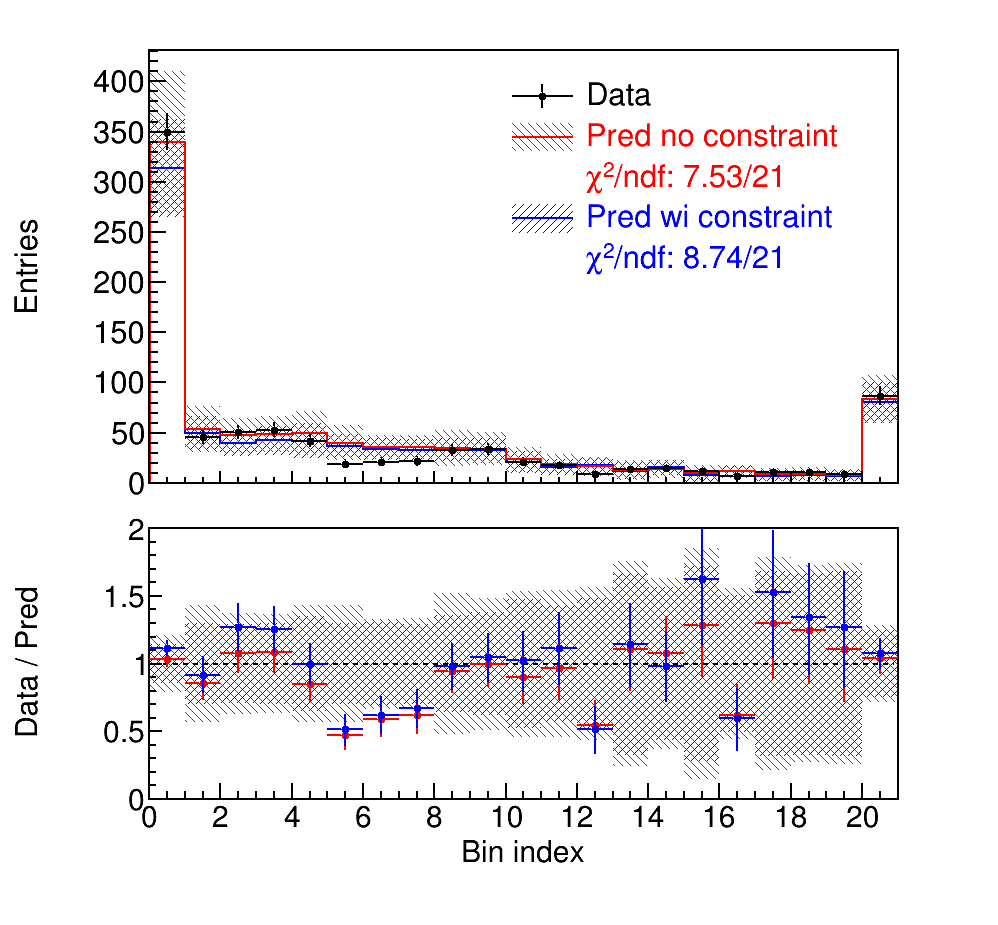 Entries
400
350
300
250
200
150
100
50
0
Data
Pred no constraint
χ²/ndf: 7.53/21
Pred wi constraint
χ²/ndf: 8.74/21
Data / Pred
2
1.5
1
0.5
0
0 2 4 6 8 10 12 14 16 18 20
Bin index